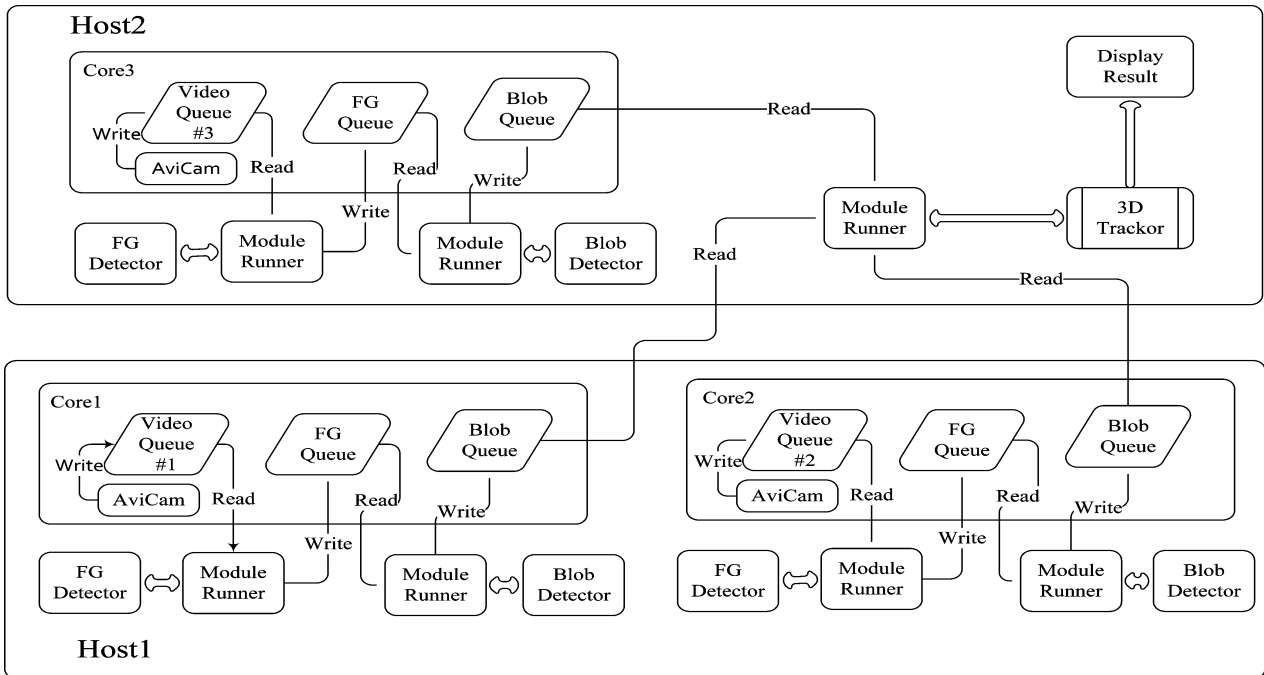 Host2
Core3
Video
Queue
#3
Write
AviCam
Read
FG
Queue
Write
Read
Blob
Queue
Write
Read
Display
Result
FG
Detector
Module
Runner
Module
Runner
Blob
Detector
Module
Runner
3D
Trackor
Read
Read
Core1
Video
Queue
#1
Write
AviCam
Read
FG
Queue
Write
Read
Blob
Queue
Write
FG
Detector
Module
Runner
Module
Runner
Blob
Detector
Core2
Video
Queue
#2
Write
AviCam
Read
FG
Queue
Write
Read
Blob
Queue
Write
FG
Detector
Module
Runner
Module
Runner
Blob
Detector
Host1